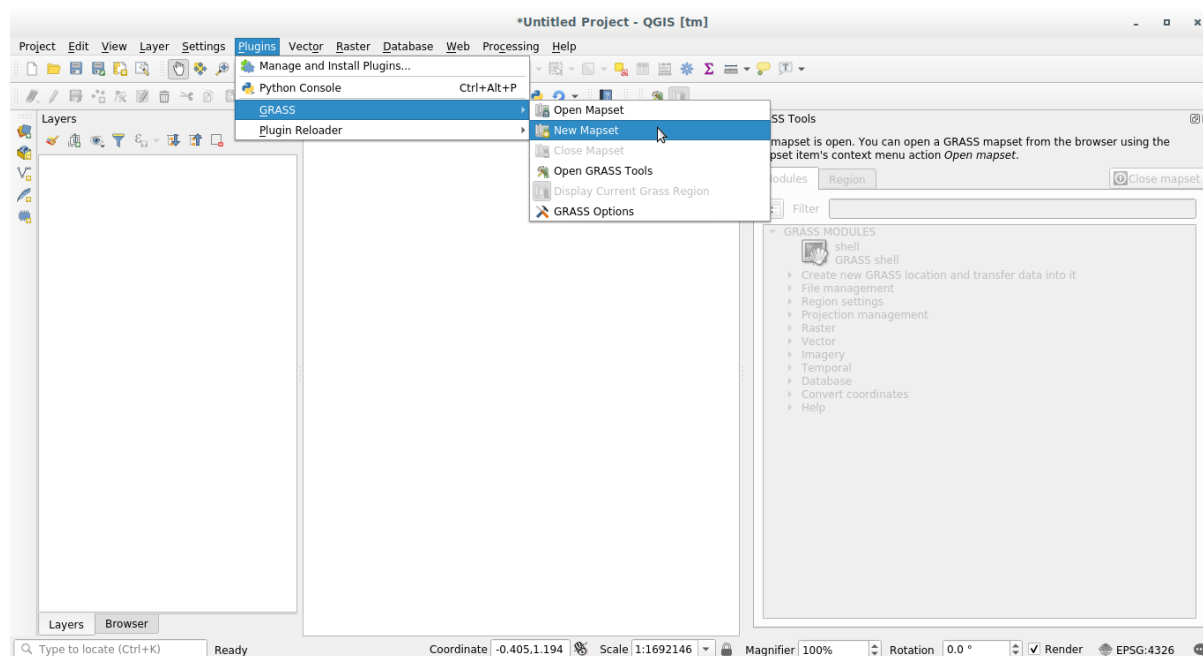 *Untitled Project - QGIS [tm]
Project Edit View Layer Settings Plugins Vector Raster Database Web Processing Help
Manage and Install Plugins...
Python Console Ctrl+Alt+P
GRASS
Plugin Reloader
Open Mapset
New Mapset
Close Mapset
Open GRASS Tools
Display Current Grass Region
GRASS Options
Layers
SS Tools
mapset is open. You can open a GRASS mapset from the browser using the
pset item's context menu action Open mapset.
odules Region Close mapset
Filter
GRASS MODULES
shell
GRASS shell
Create new GRASS location and transfer data into it
File management
Region settings
Projection management
Raster
Vector
Imagery
Temporal
Database
Convert coordinates
Help
Layers Browser
Type to locate (Ctrl+K) Ready Coordinate -0.405,1.194 Scale 1:1692146 Magnifier 100% Rotation 0.0 ° Render EPSG:4326